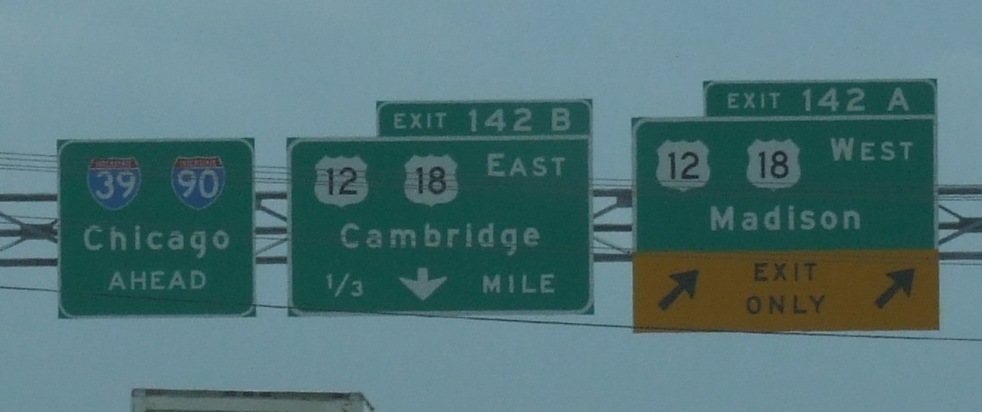 INTERSTATE 39 INTERSTATE 90
Chicago
AHEAD
EXIT 142 B
12 18 EAST
Cambridge
1/3 MILE
EXIT 142 A
12 18 WEST
Madison
EXIT
ONLY